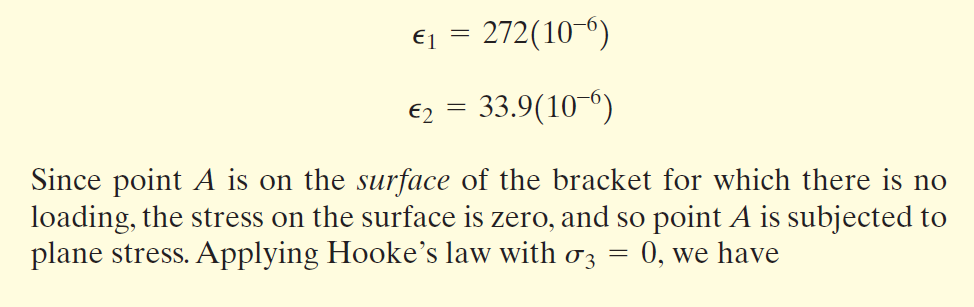 ϵ₁ = 272(10⁻⁶)
ϵ₂ = 33.9(10⁻⁶)
Since point A is on the surface of the bracket for which there is no
loading, the stress on the surface is zero, and so point A is subjected to
plane stress. Applying Hooke’s law with σ₃ = 0, we have